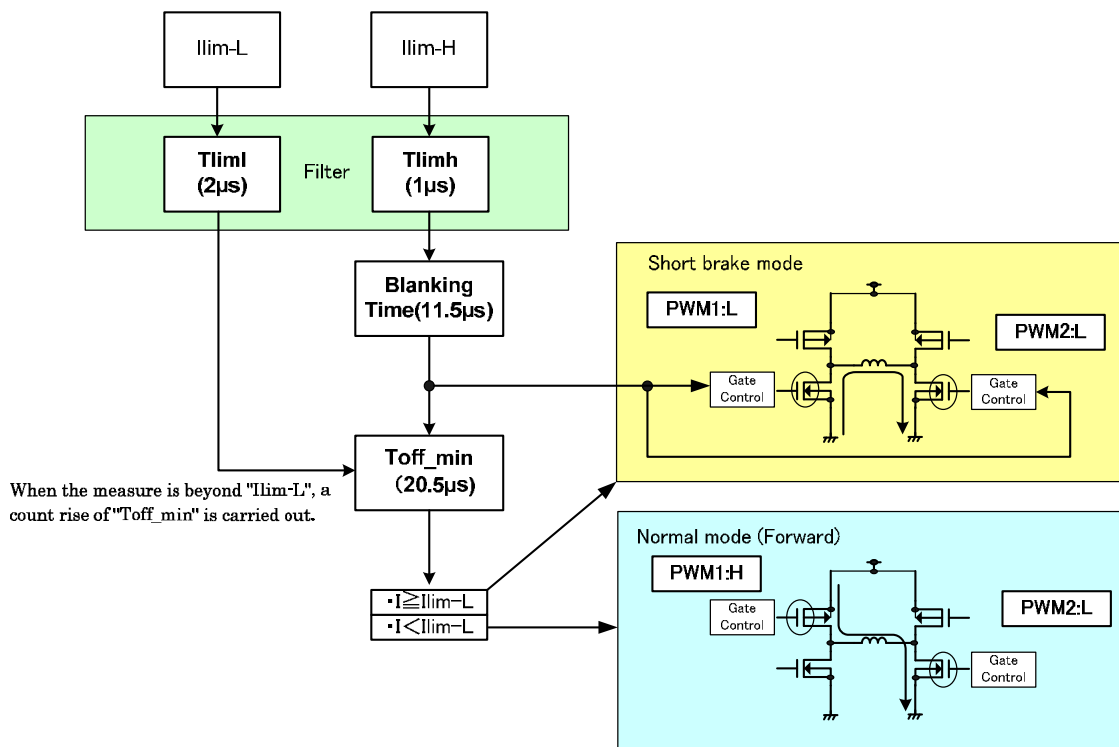 Ilim-L
Ilim-H
Tliml
(2μs)
Filter
Tlimh
(1μs)
Blanking
Time(11.5μs)
Toff_min
(20.5μs)
When the measure is beyond "Ilim-L", a
count rise of "Toff_min" is carried out.
・I≧Ilim-L
・I<Ilim-L
Short brake mode
PWM1:L
PWM2:L
Gate
Control
Gate
Control
Normal mode (Forward)
PWM1:H
PWM2:L
Gate
Control
Gate
Control